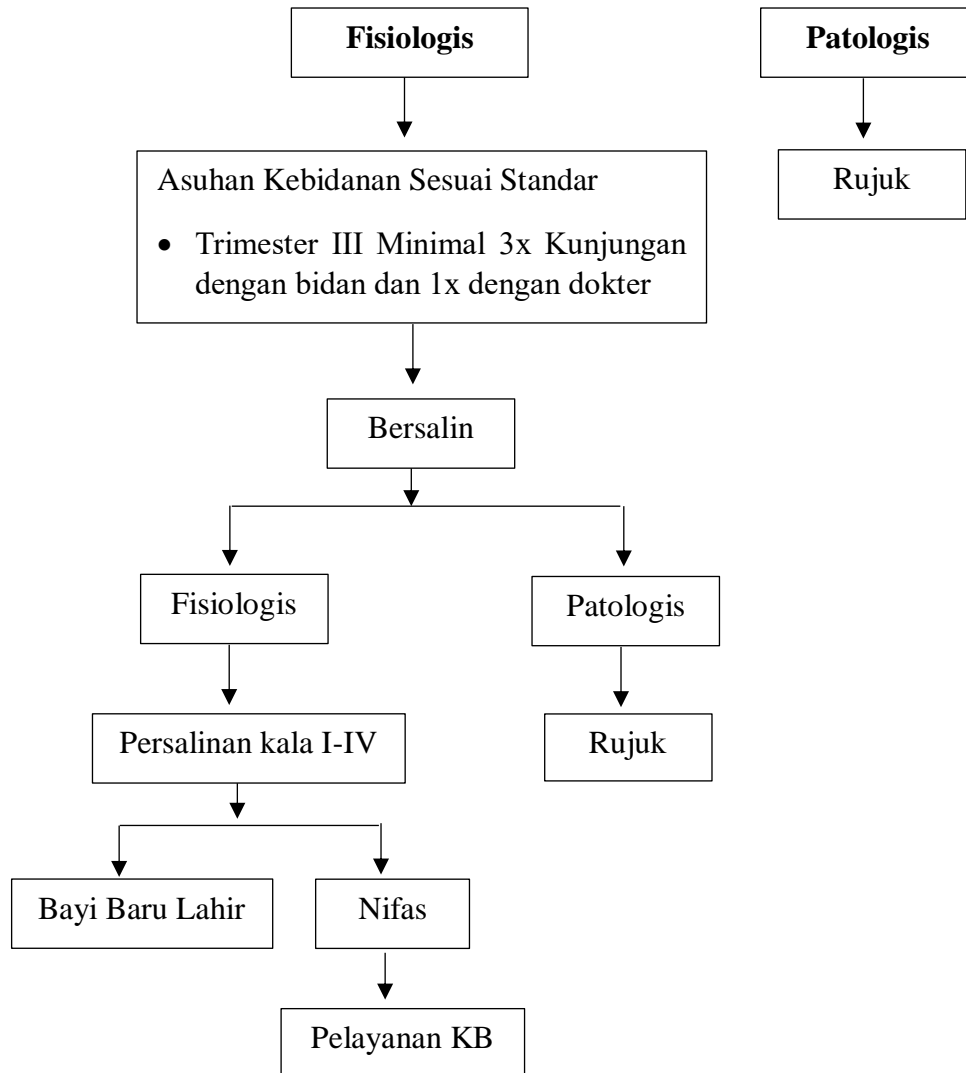 Fisiologis
Patologis
Rujuk
Asuhan Kebidanan Sesuai Standar
• Trimester III Minimal 3x Kunjungan
dengan bidan dan 1x dengan dokter
Bersalin
Fisiologis
Patologis
Persalinan kala I-IV
Rujuk
Bayi Baru Lahir
Nifas
Pelayanan KB